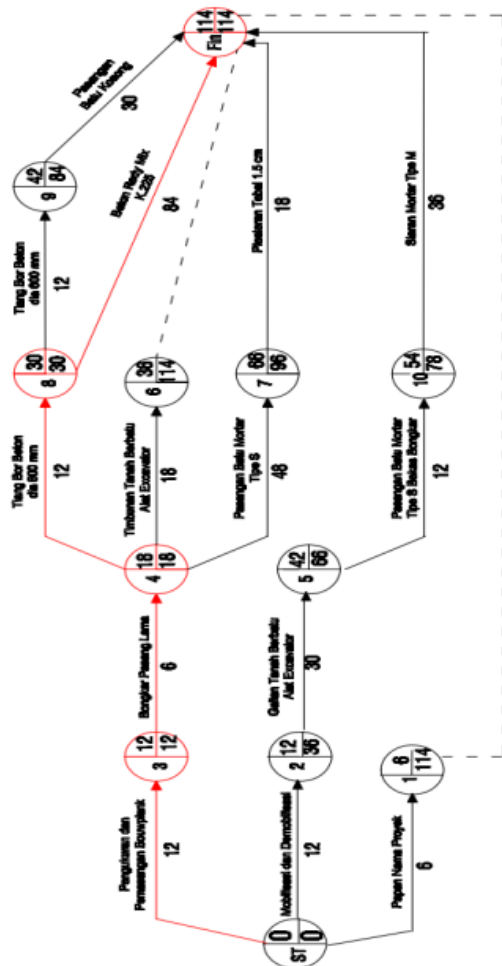 ST
0
0
Pengukuran dan
Pemasangan Bouwplank
12
Mobilisasi dan Demobilisasi
12
Papan Nama Proyek
6
3
12
12
2
12
36
1
6
114
Bongkar Pasang Lama
6
Galian Tanah Berbatu
Alat Excavator
30
4
18
18
5
42
66
Tiang Bor Beton
dia 800 mm
12
Timbunan Tanah Berbatu
Alat Excavator
18
Pasangan Batu Mortar
Tipe S
48
Pasangan Batu Mortar
Tipe S Bekas Bongkar
12
8
30
30
6
36
114
7
66
96
10
54
78
Tiang Bor Beton
dia 600 mm
12
9
42
84
Pasangan
Batu Kosong
30
Beton Redy Mix
K.225
84
Plesteran Tebal 1.5 cm
18
Siaran Mortar Tipe M
36
Fin
114
114